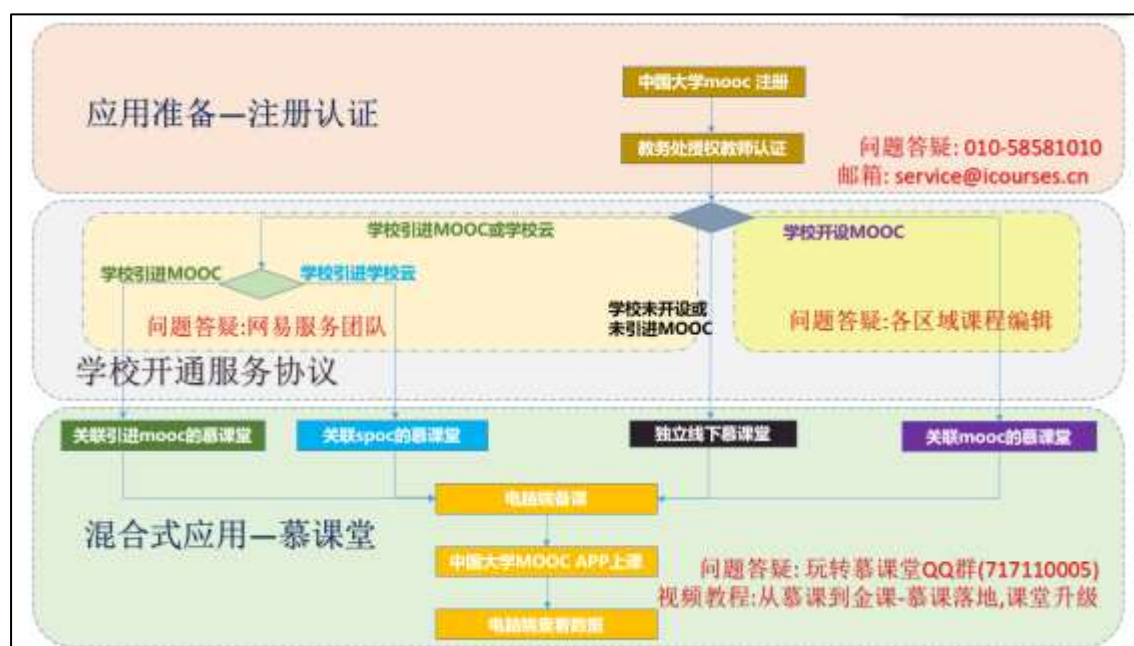 中国大学mooc 注册
应用准备—注册认证
教务处授权教师认证
问题答疑: 010-58581010
邮箱: service@icourses.cn
学校引进MOOC或学校云
学校开设MOOC
学校引进MOOC
学校引进学校云
学校未开设或
未引进MOOC
问题答疑:网易服务团队
问题答疑:各区域课程编辑
学校开通服务协议
关联引进mooc的慕课堂
关联spoc的慕课堂
独立线下慕课堂
关联mooc的慕课堂
电脑端备课
混合式应用—慕课堂
中国大学MOOC APP上课
问题答疑: 玩转慕课堂QQ群(717110005)
视频教程:从慕课到金课-慕课落地,课堂升级
电脑端查看数据